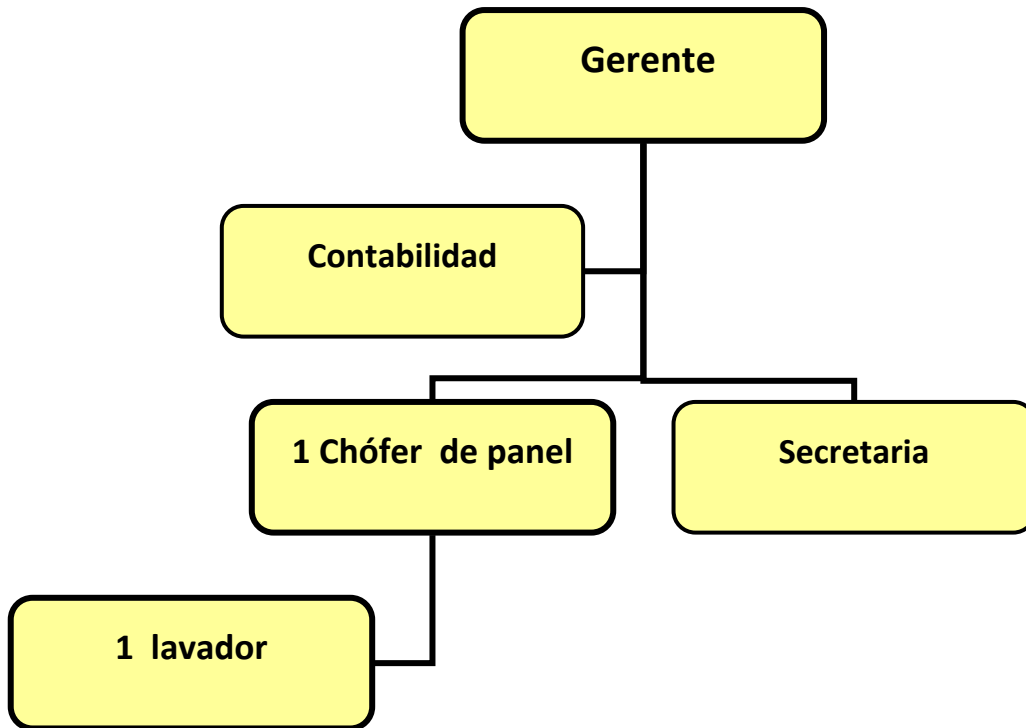 Gerente
Contabilidad
1 Chófer  de panel
Secretaria
1  lavador